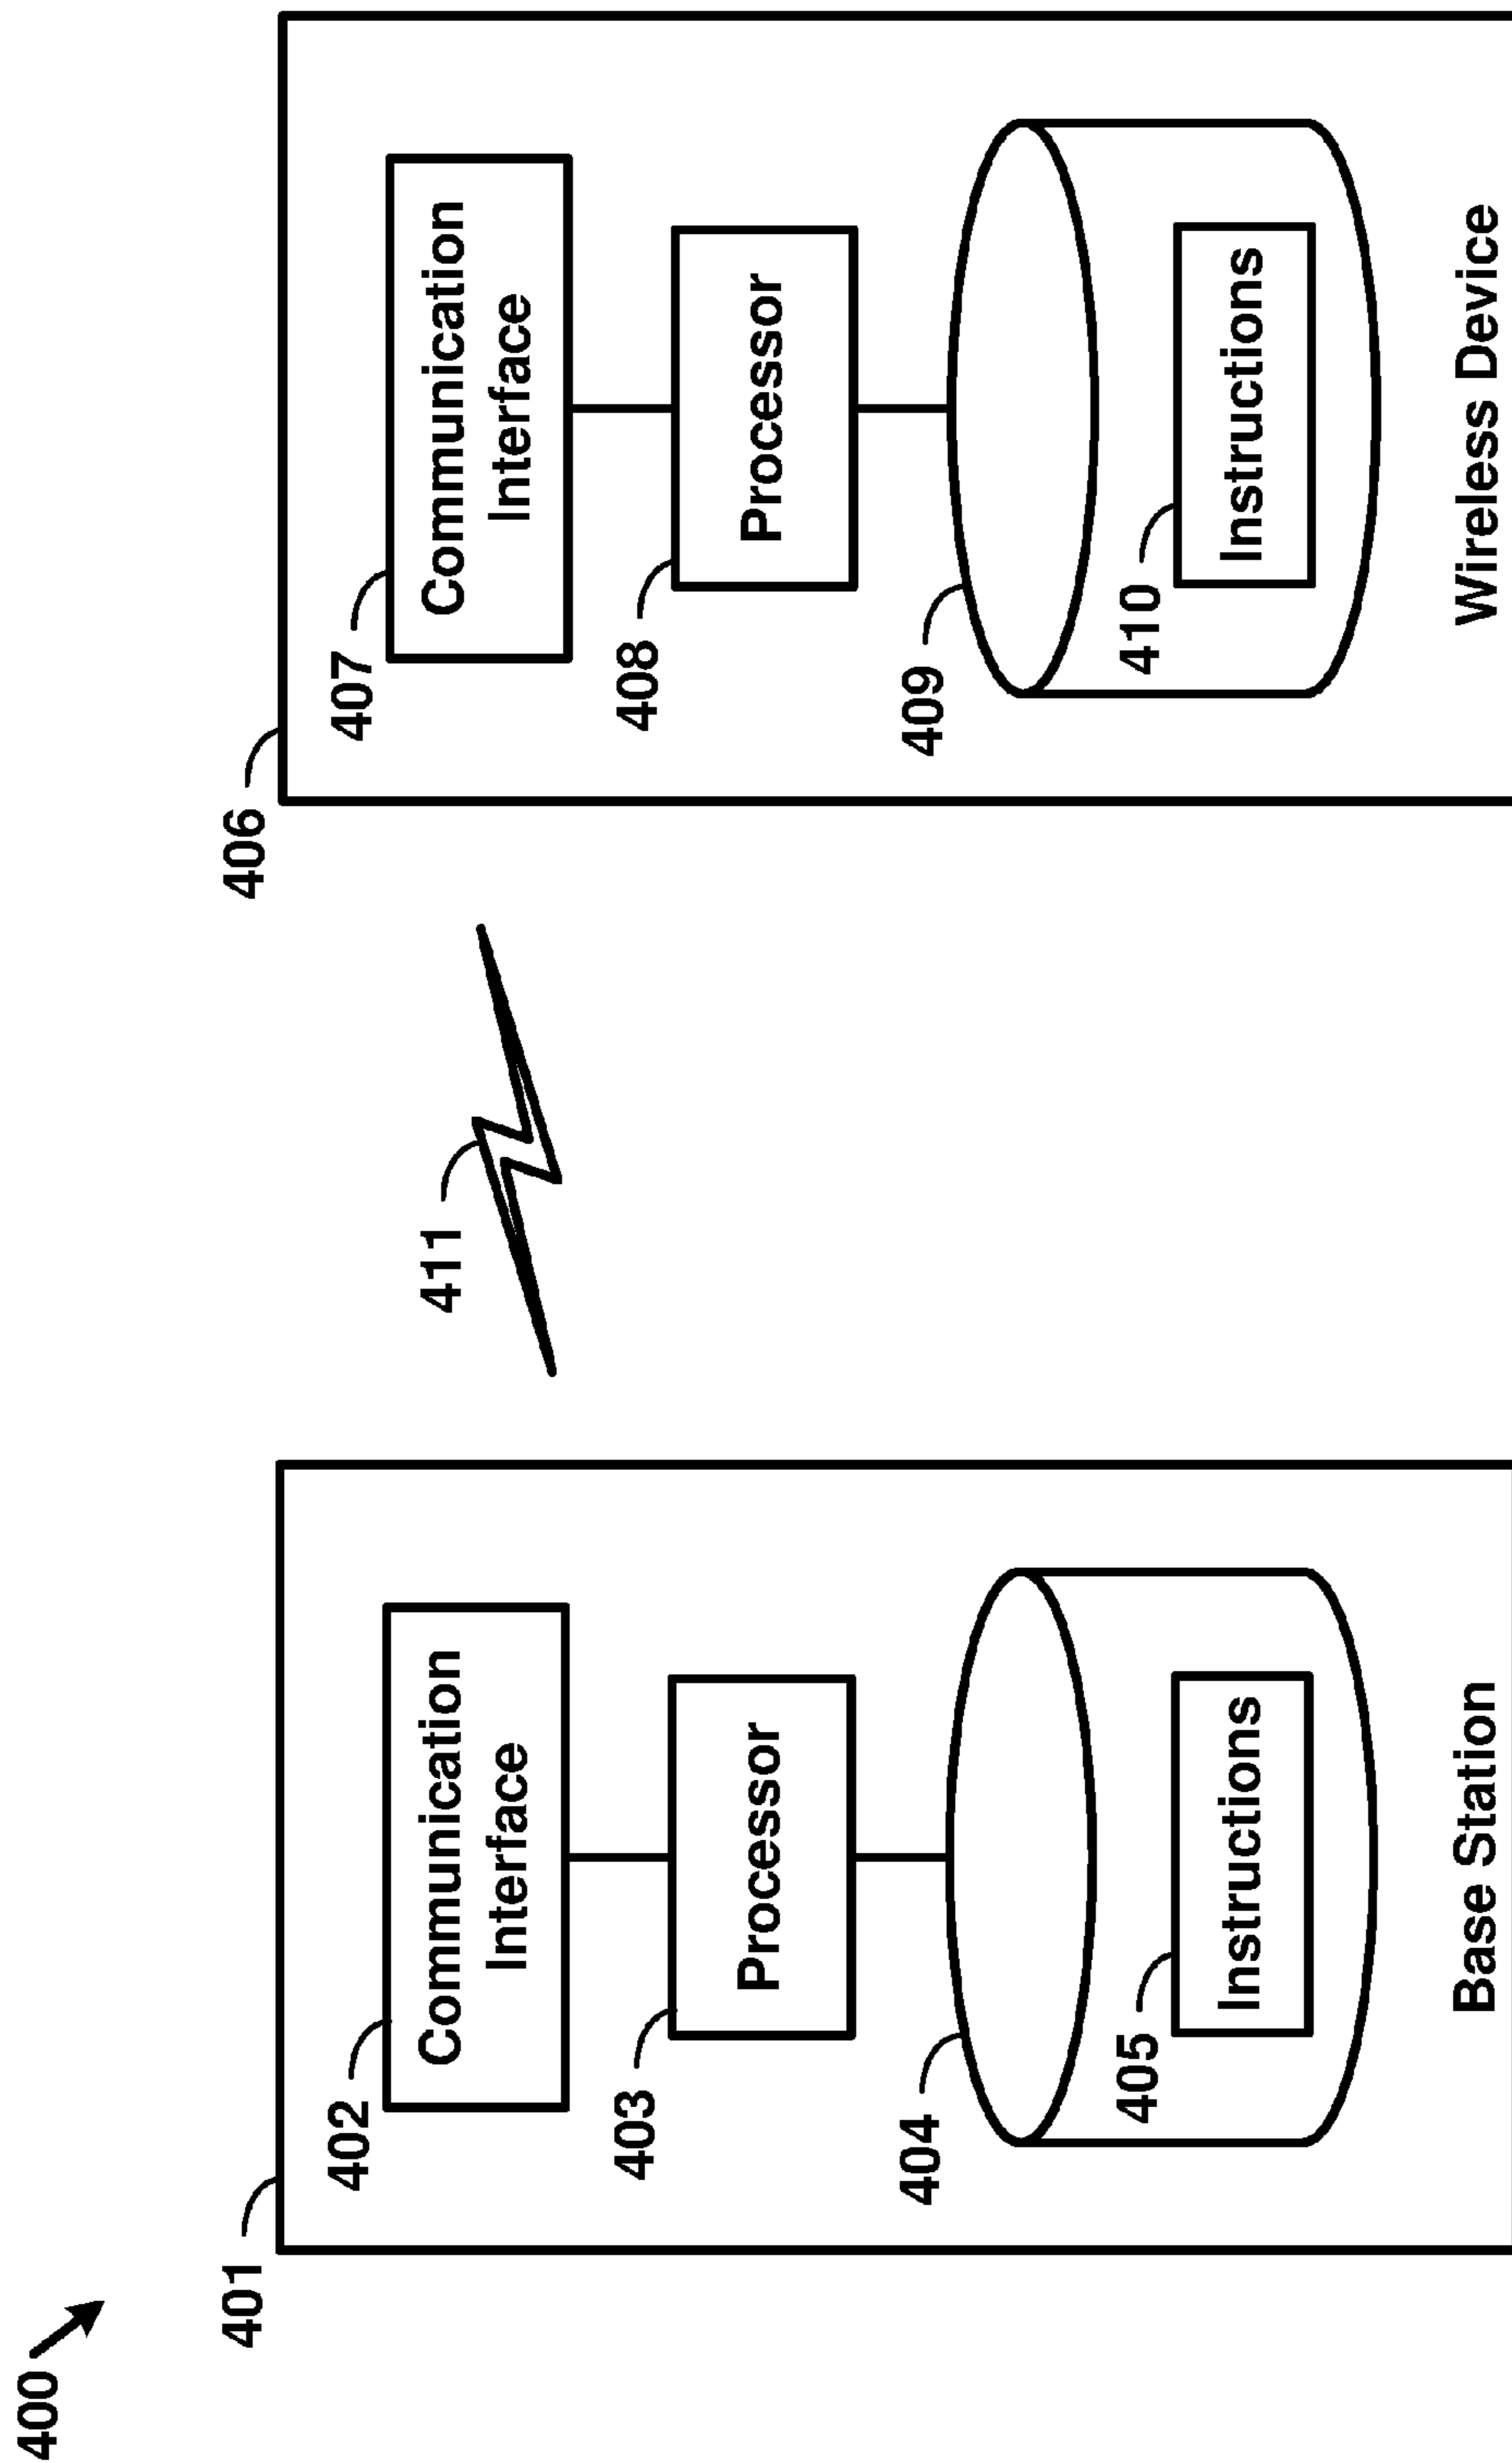 400
401
402
Communication
Interface
403
Processor
404
405
Instructions
Base Station
411
406
407
Communication
Interface
408
Processor
409
410
Instructions
Wireless Device